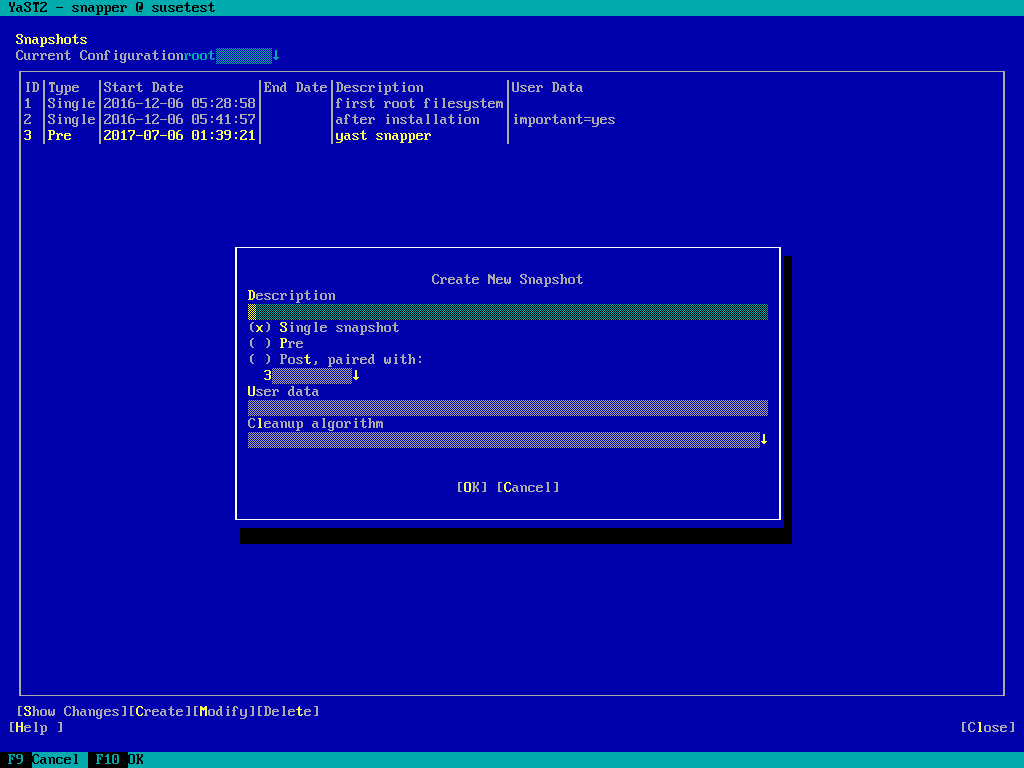 YaST2 - snapper @ susetest
Snapshots
Current Configurationroot ↓
ID|Type |Start Date |End Date|Description |User Data
1 |Single|2016-12-06 05:28:58| |first root filesystem|
2 |Single|2016-12-06 05:41:57| |after installation |important=yes
3 |Pre |2017-07-06 01:39:21| |yast snapper |
Create New Snapshot
Description
(x) Single snapshot
( ) Pre
( ) Post, paired with:
3 ↓
User data
Cleanup algorithm
↓
[OK] [Cancel]
[Show Changes][Create][Modify][Delete]
[Help ] [Close]
F9 Cancel F10 OK